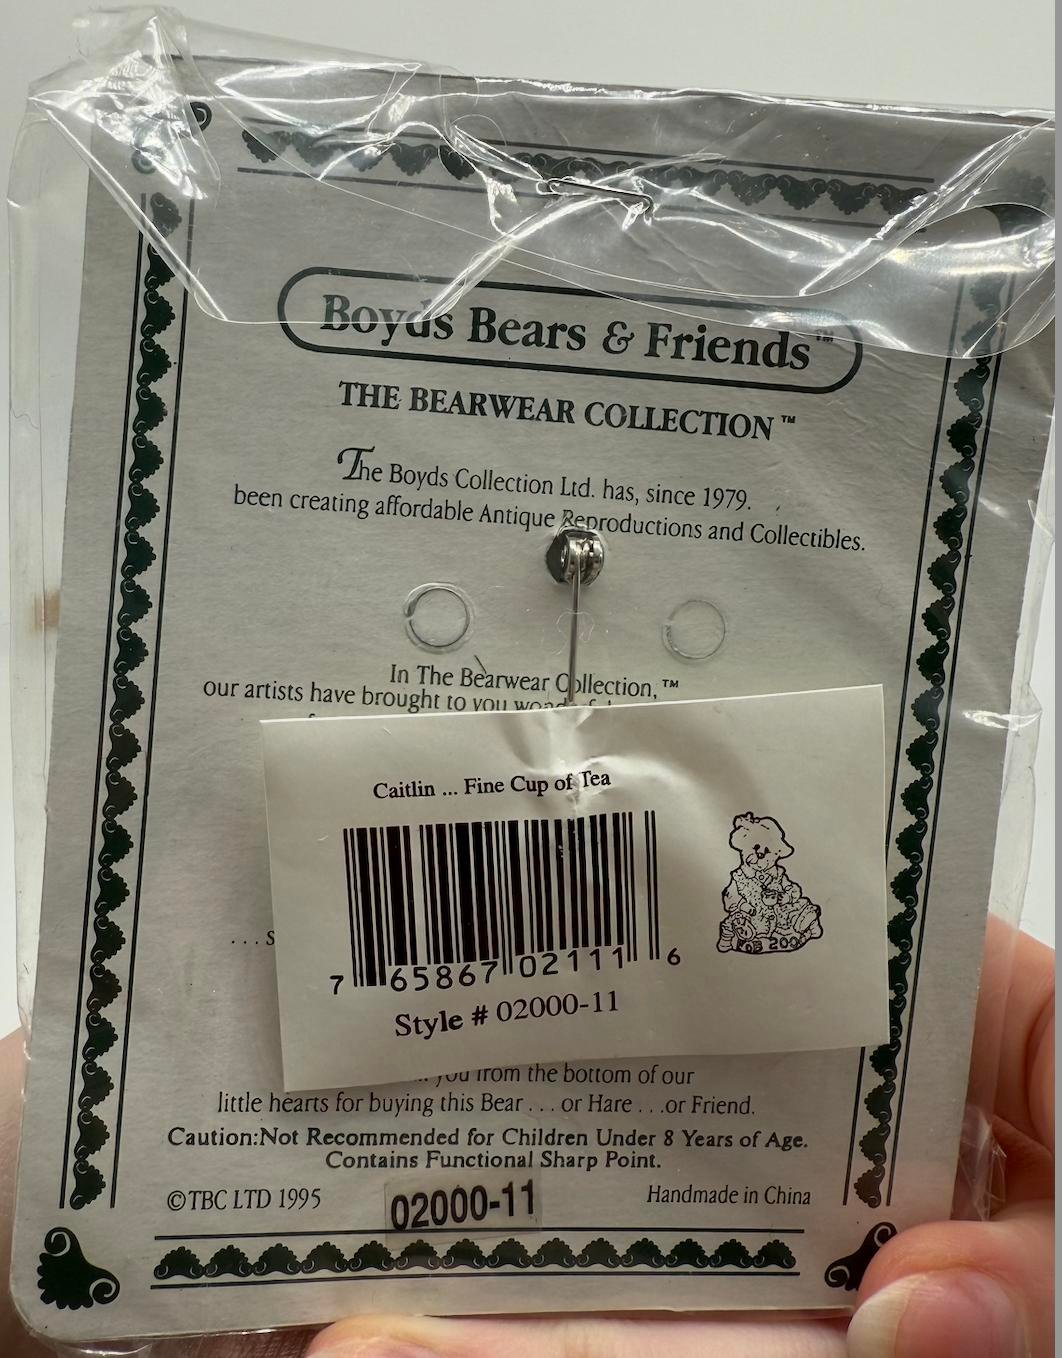 Boyds Bears & Friends™
THE BEARWEAR COLLECTION™
The Boyds Collection Ltd. has, since 1979.
been creating affordable Antique Reproductions and Collectibles.
In The Bearwear Collection,™
our artists have brought to you
Caitlin ... Fine Cup of Tea
7 65867 02111 6
Style # 02000-11
... s
you from the bottom of our
little hearts for buying this Bear . . . or Hare . . .or Friend.
Caution:Not Recommended for Children Under 8 Years of Age.
Contains Functional Sharp Point.
©TBC LTD 1995
02000-11
Handmade in China